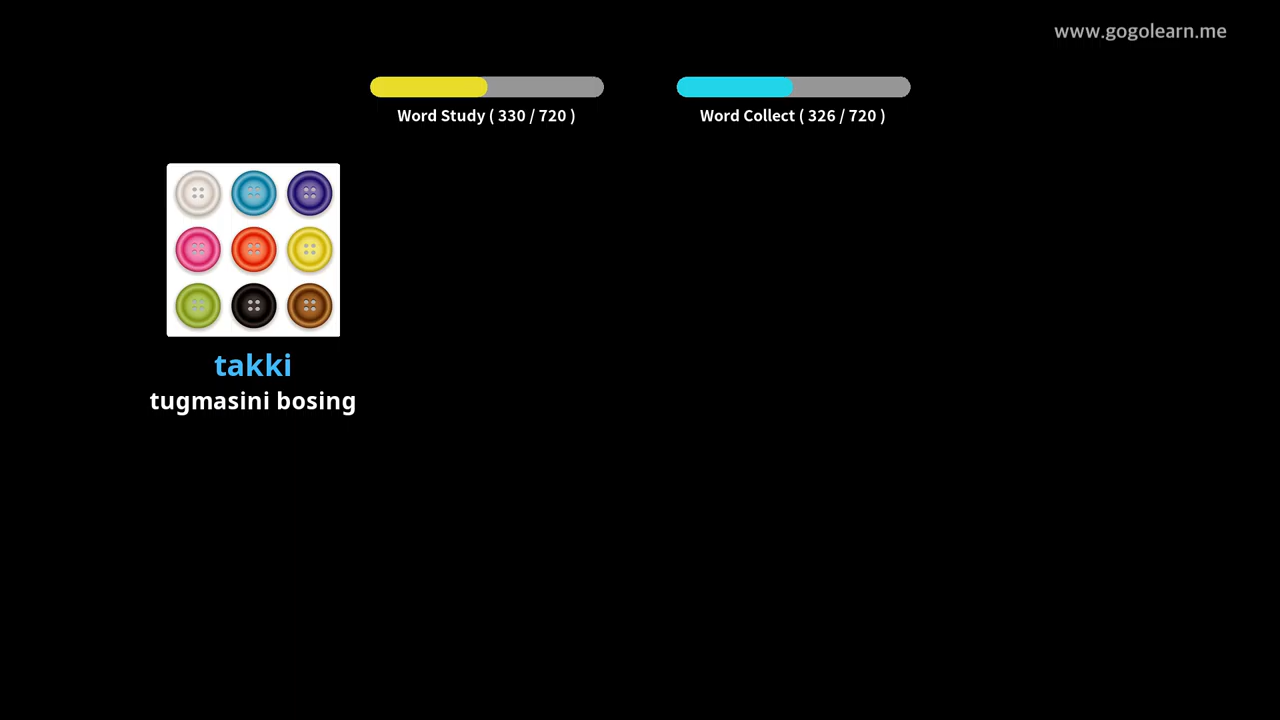 www.gogolearn.me
Word Study ( 330 / 720 )
Word Collect ( 326 / 720 )
takki
tugmasini bosing